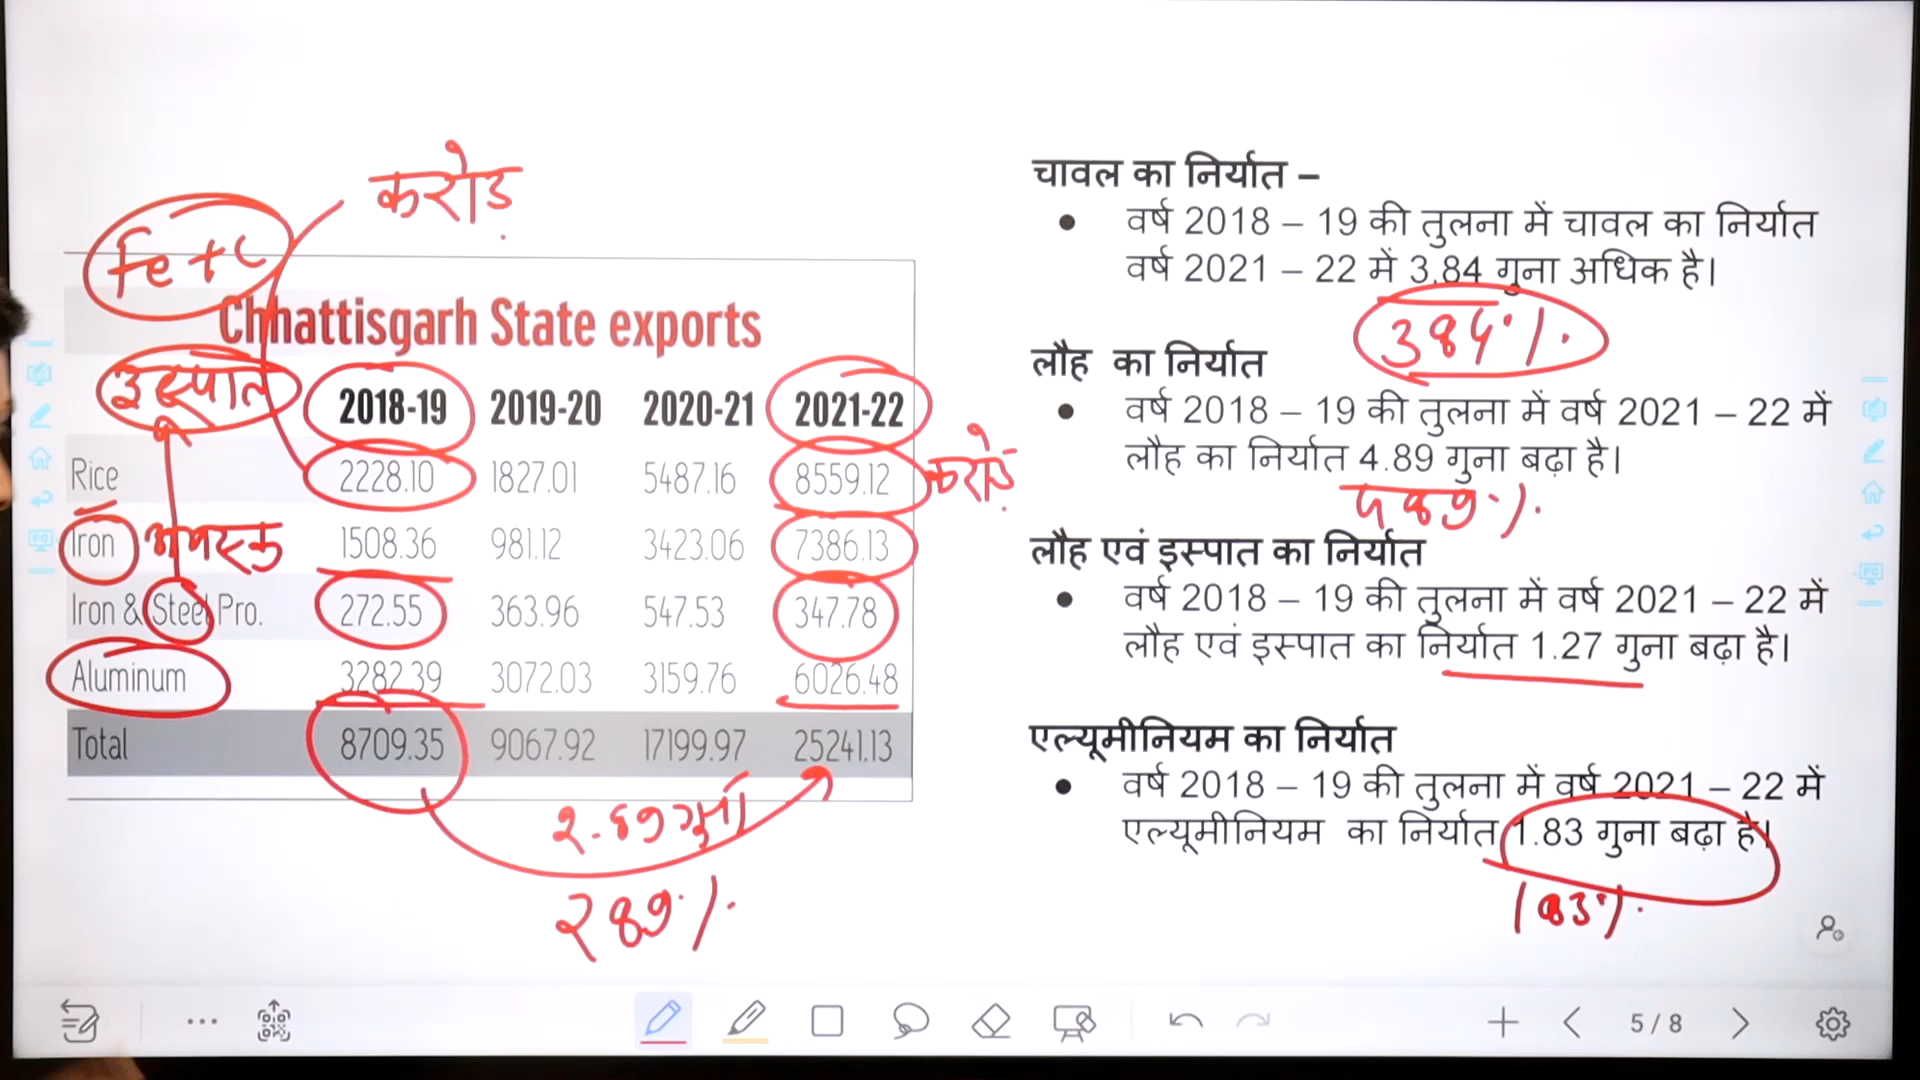 करोड़
Fe + C
Chhattisgarh State exports
इस्पात
2018-19 2019-20 2020-21 2021-22
Rice 2228.10 1827.01 5487.16 8559.12 करोड़
Iron अयस्क 1508.36 981.12 3423.06 7386.13
Iron & Steel Pro. 272.55 363.96 547.53 347.78
Aluminum 3282.39 3072.03 3159.76 6026.48
Total 8709.35 9067.92 17199.97 25241.13
2.89 गुना
289%
चावल का निर्यात –
● वर्ष 2018 – 19 की तुलना में चावल का निर्यात
वर्ष 2021 – 22 में 3.84 गुना अधिक है।
384%
लौह का निर्यात
● वर्ष 2018 – 19 की तुलना में वर्ष 2021 – 22 में
लौह का निर्यात 4.89 गुना बढ़ा है।
489%
लौह एवं इस्पात का निर्यात
● वर्ष 2018 – 19 की तुलना में वर्ष 2021 – 22 में
लौह एवं इस्पात का निर्यात 1.27 गुना बढ़ा है।
एल्यूमीनियम का निर्यात
● वर्ष 2018 – 19 की तुलना में वर्ष 2021 – 22 में
एल्यूमीनियम का निर्यात 1.83 गुना बढ़ा है।
183%
5 / 8